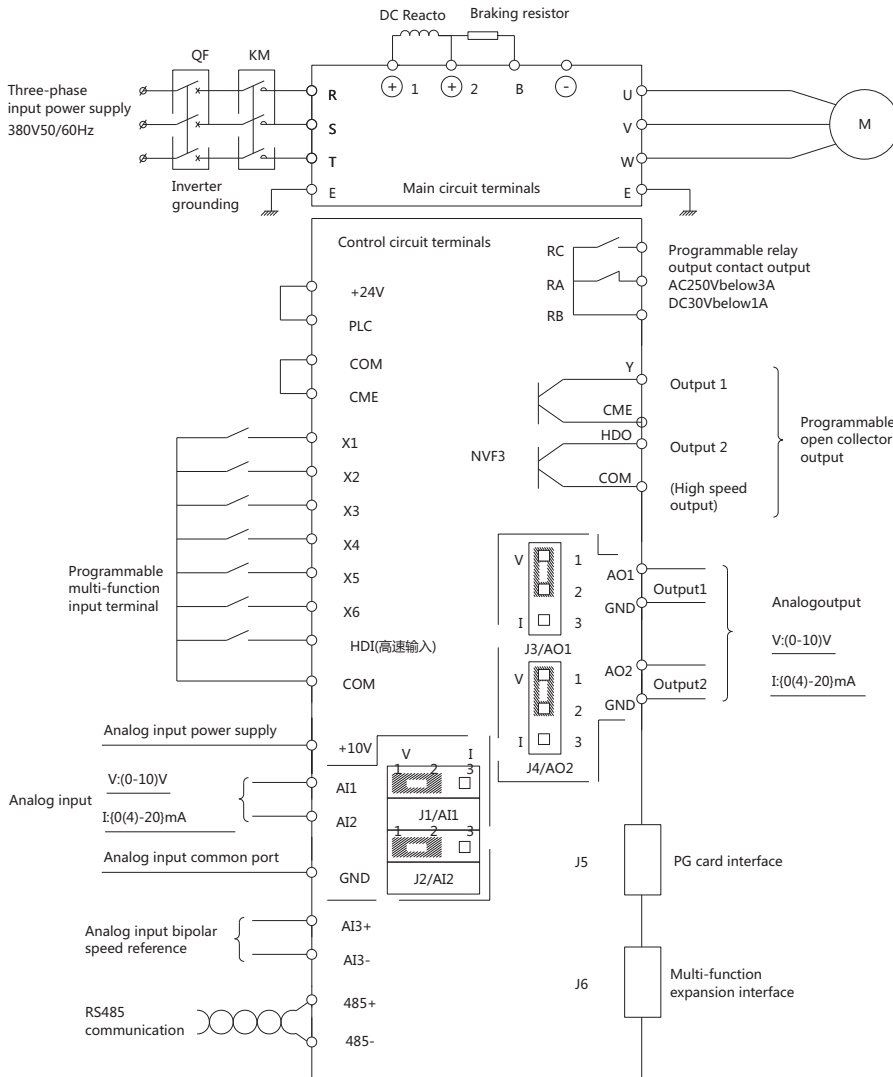 DC Reacto
Braking resistor
QF
KM
Three-phase
input power supply
380V50/60Hz
+ 1
+ 2
B
-
R
S
T
E
U
V
W
E
M
Inverter
grounding
Main circuit terminals
Control circuit terminals
+24V
PLC
COM
CME
X1
X2
X3
X4
X5
X6
HDI(高速输入)
COM
Programmable
multi-function
input terminal
RC
RA
RB
Programmable relay
output contact output
AC250Vbelow3A
DC30Vbelow1A
Y
CME
Output 1
NVF3
HDO
COM
Output 2
(High speed
output)
Programmable
open collector
output
V
1
2
I
3
J3/AO1
V
1
2
I
3
J4/AO2
AO1
GND
Output1
AO2
GND
Output2
Analogoutput
V:(0-10)V
I:{0(4)-20}mA
Analog input power supply
+10V
V:(0-10)V
Analog input
I:{0(4)-20}mA
AI1
AI2
V
I
1
2
3
J1/AI1
1
2
3
J2/AI2
Analog input common port
GND
Analog input bipolar
speed reference
AI3+
AI3-
RS485
communication
485+
485-
J5
PG card interface
J6
Multi-function
expansion interface